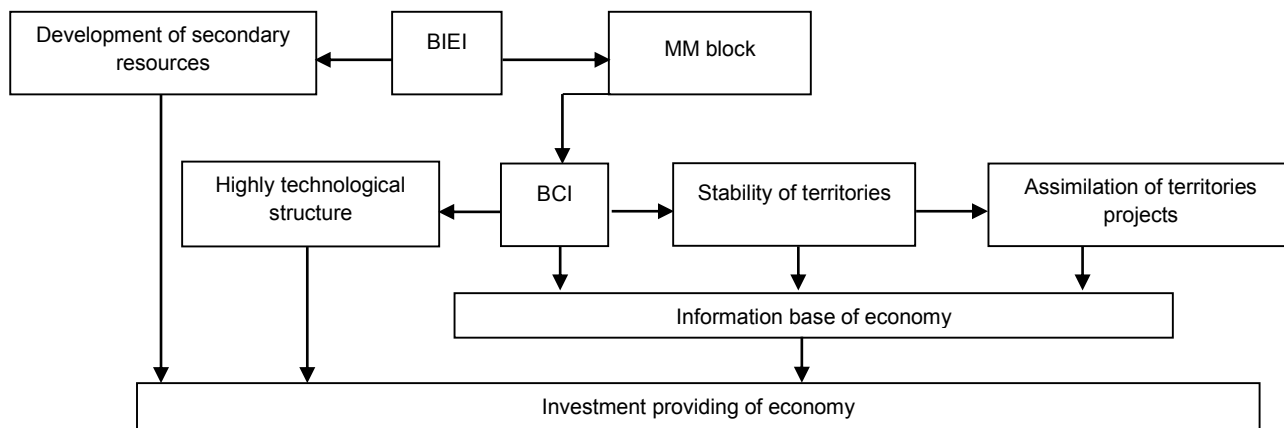 Development of secondary
resources
BIEI
MM block
Highly technological
structure
BCI
Stability of territories
Assimilation of territories
projects
Information base of economy
Investment providing of economy